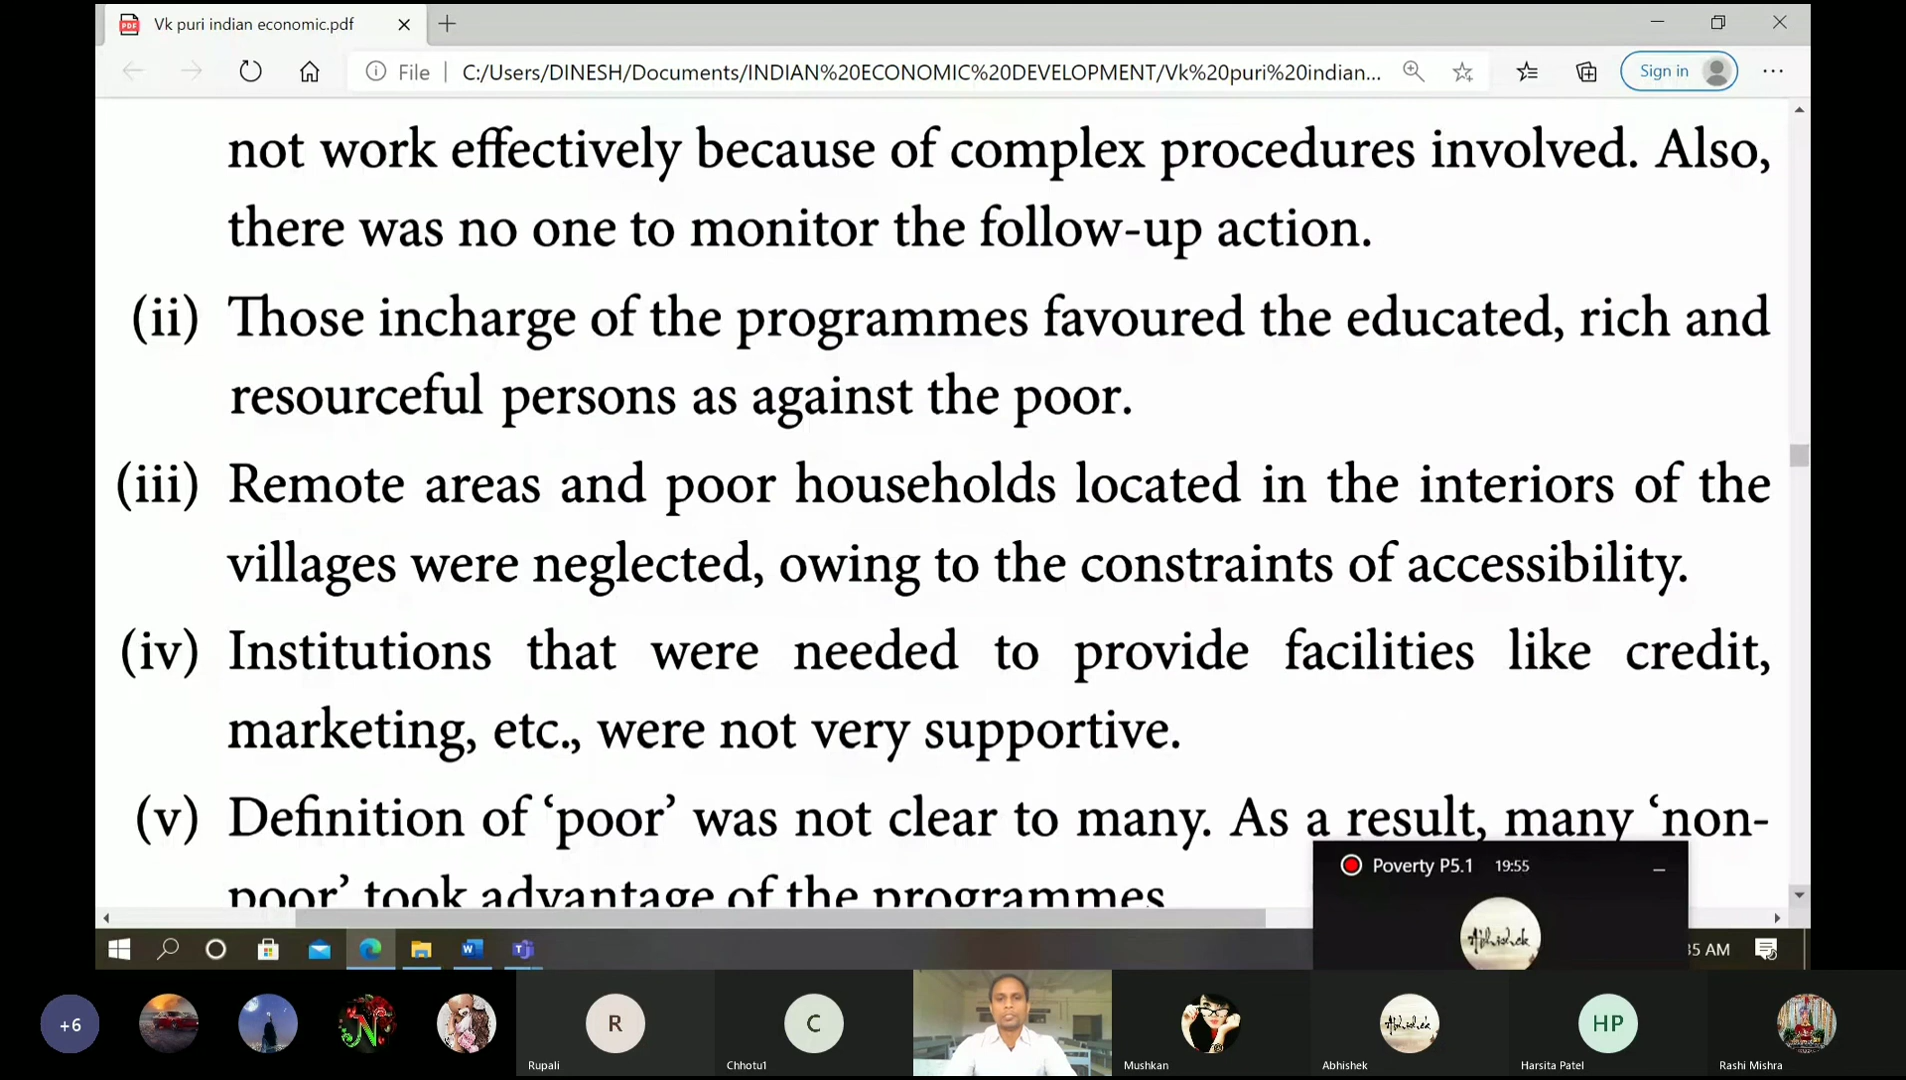 Vk puri indian economic.pdf
File
C:/Users/DINESH/Documents/INDIAN%20ECONOMIC%20DEVELOPMENT/Vk%20puri%20indian...
Sign in
not work effectively because of complex procedures involved. Also,
there was no one to monitor the follow-up action.
(ii) Those incharge of the programmes favoured the educated, rich and
resourceful persons as against the poor.
(iii) Remote areas and poor households located in the interiors of the
villages were neglected, owing to the constraints of accessibility.
(iv) Institutions that were needed to provide facilities like credit,
marketing, etc., were not very supportive.
(v) Definition of ‘poor’ was not clear to many. As a result, many ‘non-
poor’ took advantage of the programmes
Poverty P5.1 19:55
Abhishek
35 AM
+6
N
R
Rupali
C
Chhotu1
Mushkan
Abhishek
Abhishek
HP
Harsita Patel
Rashi Mishra